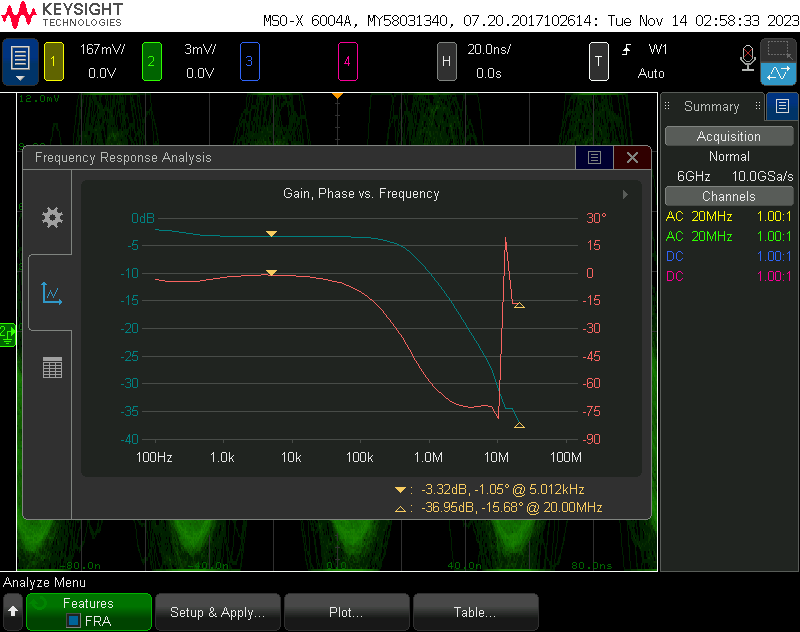 KEYSIGHT
TECHNOLOGIES
MSO-X 6004A, MY58031340, 07.20.2017102614: Tue Nov 14 02:58:33 2023
1 167mV/ 2 3mV/ 3 4 H 20.0ns/ T W1
0.0V 0.0V 0.0s Auto
12.0mV
Summary
Acquisition
Normal
6GHz 10.0GSa/s
Channels
AC 20MHz 1.00:1
AC 20MHz 1.00:1
DC 1.00:1
DC 1.00:1
Frequency Response Analysis
Gain, Phase vs. Frequency
0dB 30°
-5 15
-10 0
-15 -15
-20 -30
-25 -45
-30 -60
-35 -75
-40 -90
100Hz 1.0k 10k 100k 1.0M 10M 100M
: -3.32dB, -1.05° @ 5.012kHz
: -36.95dB, -15.68° @ 20.00MHz
2
-80.0n -40.0n 0.0 40.0n 80.0ns
Analyze Menu
Features
FRA
Setup & Apply...
Plot...
Table...